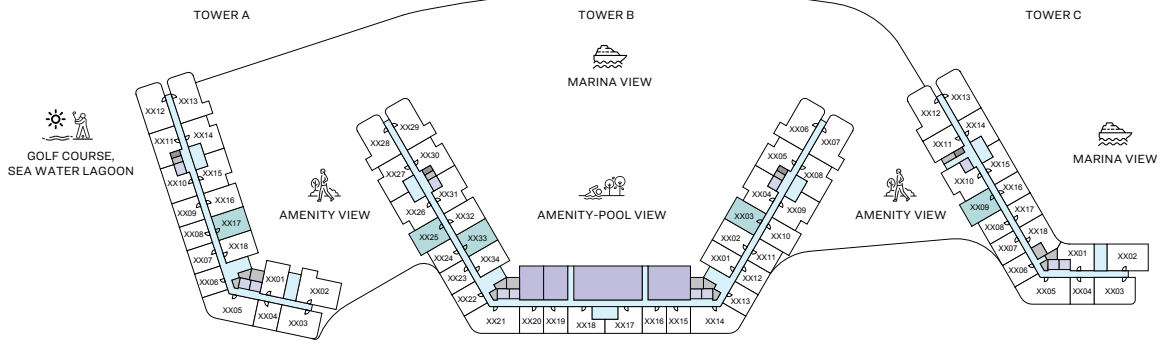 TOWER A
TOWER B
TOWER C
MARINA VIEW
GOLF COURSE,
SEA WATER LAGOON
AMENITY VIEW
AMENITY-POOL VIEW
AMENITY VIEW
MARINA VIEW
XX12
XX13
XX11
XX14
XX10
XX15
XX09
XX16
XX08
XX17
XX07
XX18
XX06
XX01
XX02
XX05
XX04
XX03
XX28
XX29
XX27
XX30
XX26
XX31
XX25
XX32
XX24
XX33
XX23
XX34
XX22
XX21
XX20
XX19
XX18
XX17
XX16
XX15
XX14
XX06
XX07
XX05
XX08
XX04
XX09
XX03
XX10
XX02
XX11
XX01
XX12
XX13
XX12
XX13
XX11
XX14
XX10
XX15
XX09
XX16
XX08
XX17
XX07
XX18
XX06
XX01
XX02
XX05
XX04
XX03